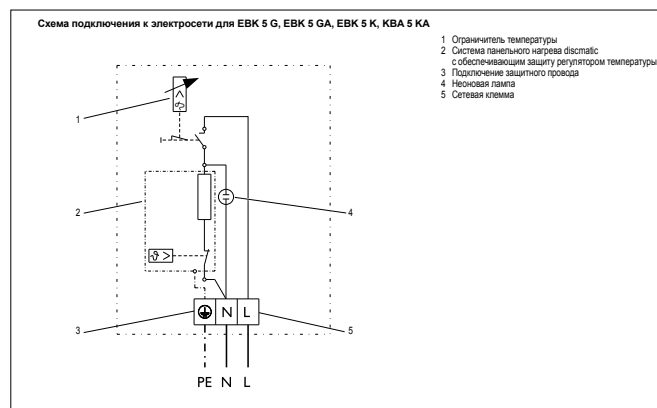 Схема подключения к электросети для EBK 5 G, EBK 5 GA, EBK 5 K, KBA 5 KA
1 Ограничитель температуры
2 Система панельного нагрева discmatic
с обеспечивающим защиту регулятором температуры
3 Подключение защитного провода
4 Неоновая лампа
5 Сетевая клемма
1
2
4
ϑ >
3
N L
5
PE N L